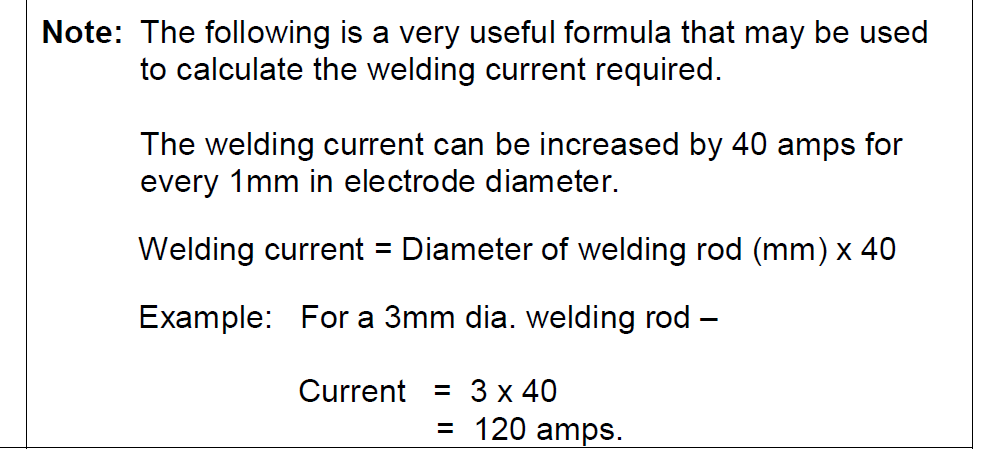 Note: The following is a very useful formula that may be used
to calculate the welding current required.
The welding current can be increased by 40 amps for
every 1mm in electrode diameter.
Welding current = Diameter of welding rod (mm) x 40
Example: For a 3mm dia. welding rod –
Current = 3 x 40
= 120 amps.